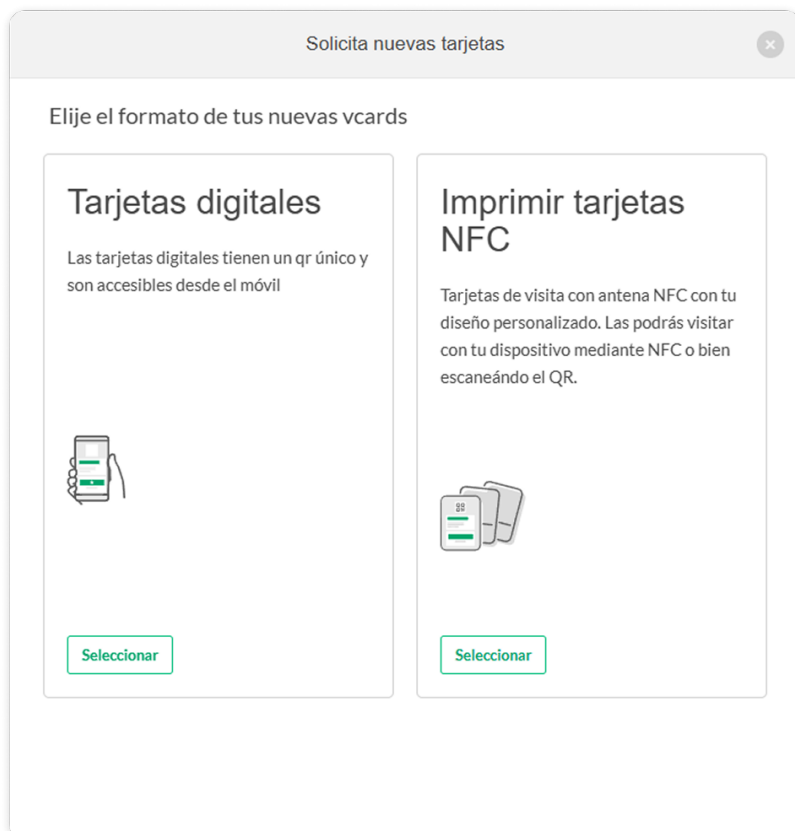 Solicita nuevas tarjetas
Elije el formato de tus nuevas vcards
Tarjetas digitales
Las tarjetas digitales tienen un qr único y
son accesibles desde el móvil
Seleccionar
Imprimir tarjetas
NFC
Tarjetas de visita con antena NFC con tu
diseño personalizado. Las podrás visitar
con tu dispositivo mediante NFC o bien
escaneándo el QR.
Seleccionar